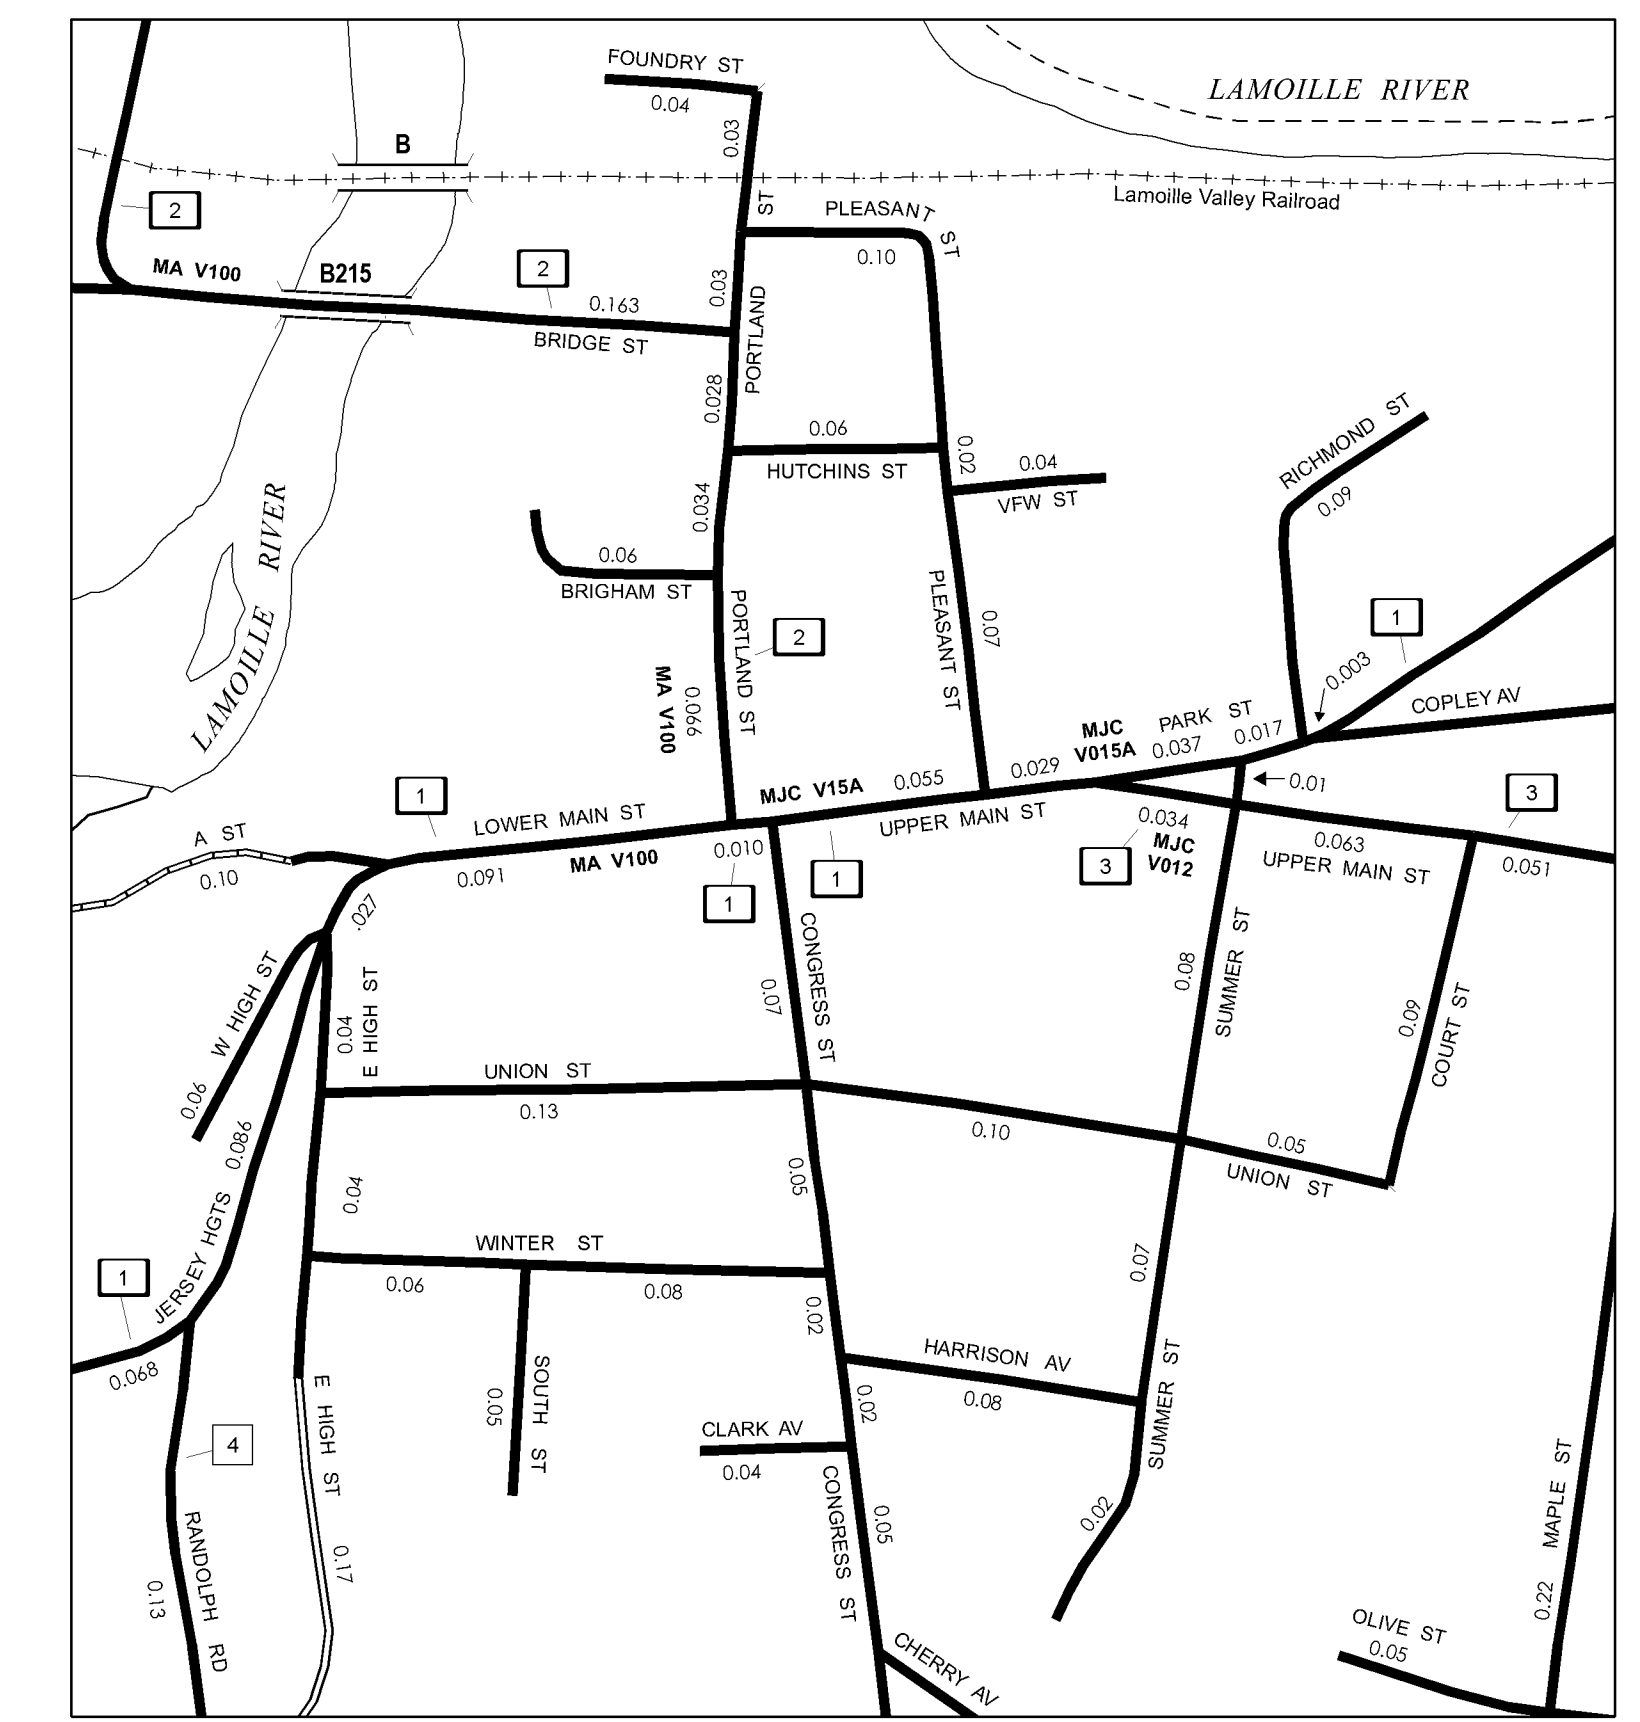 FOUNDRY ST
0.04
LAMOILLE RIVER
0.03
B
Lamoille Valley Railroad
2
ST
PLEASANT ST
0.10
MA V100
B215
2
0.163
0.03
BRIDGE ST
PORTLAND
0.028
0.06
HUTCHINS ST
0.02
0.04
VFW ST
RICHMOND ST
0.09
0.034
LAMOILLE RIVER
0.06
BRIGHAM ST
PORTLAND ST
2
PLEASANT ST
0.07
1
MA V100
0.096
0.003
COPLEY AV
PARK ST
MJC
V015A
0.037
0.017
0.029
0.055
MJC V15A
0.01
3
1
LOWER MAIN ST
UPPER MAIN ST
0.034
MJC
V012
3
0.063
UPPER MAIN ST
0.051
A ST
0.10
MA V100
0.091
0.010
1
1
.027
W HIGH ST
0.06
E HIGH ST
0.04
CONGRESS ST
0.07
SUMMER ST
0.08
0.09
COURT ST
UNION ST
0.13
0.10
0.05
UNION ST
0.086
JERSEY HGTS
0.04
0.05
WINTER ST
0.06
0.08
0.07
1
0.068
0.02
HARRISON AV
0.08
SUMMER ST
E HIGH ST
0.05
SOUTH ST
0.02
CLARK AV
0.04
4
CONGRESS ST
0.05
0.02
MAPLE ST
0.22
RANDOLPH RD
0.13
0.17
CHERRY AV
OLIVE ST
0.05